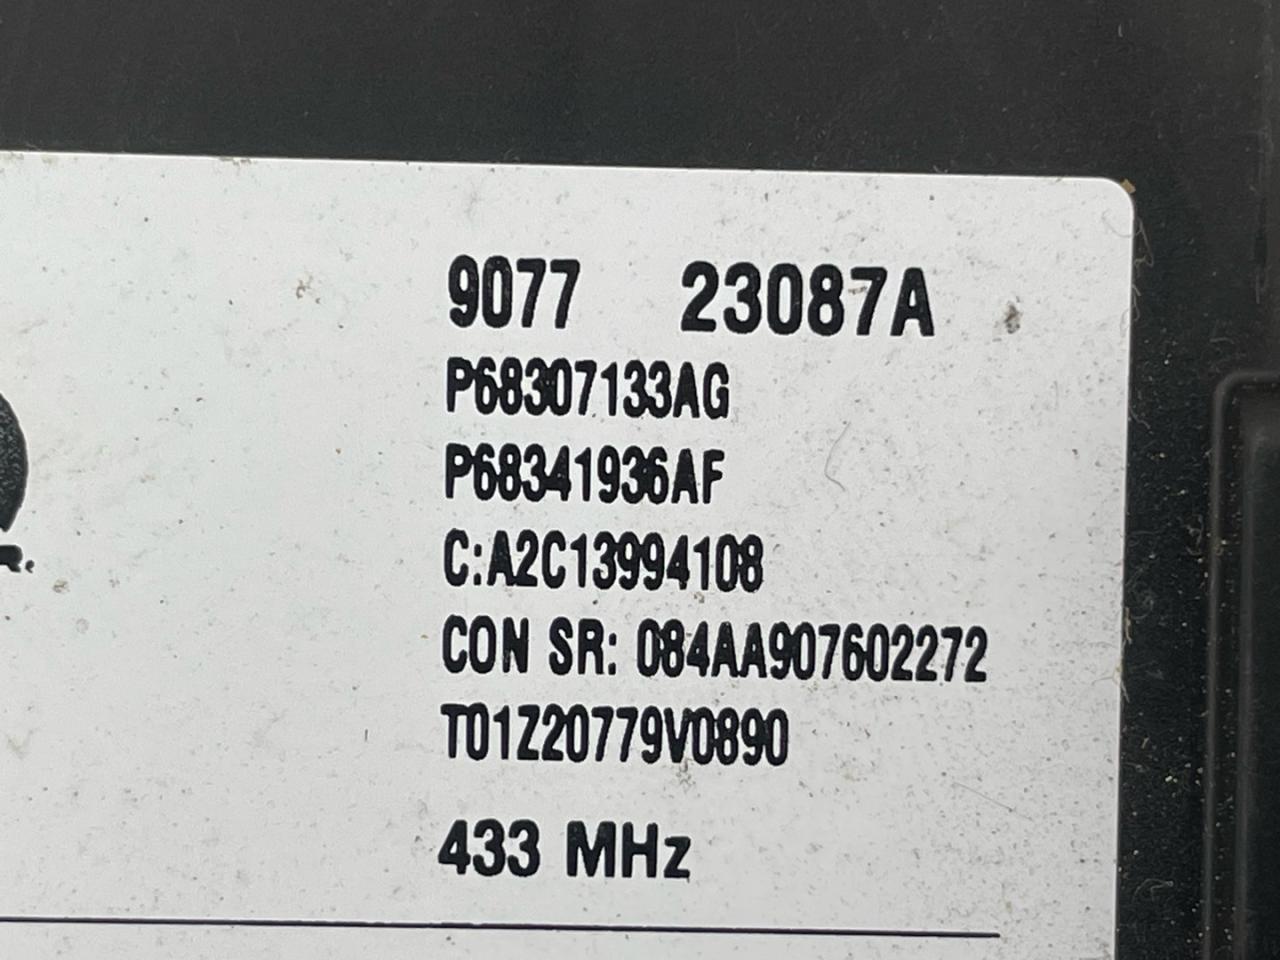 9077 23087A
P68307133AG
P68341936AF
C:A2C13994108
CON SR: 084AA907602272
T01Z20779V0890
433 MHz